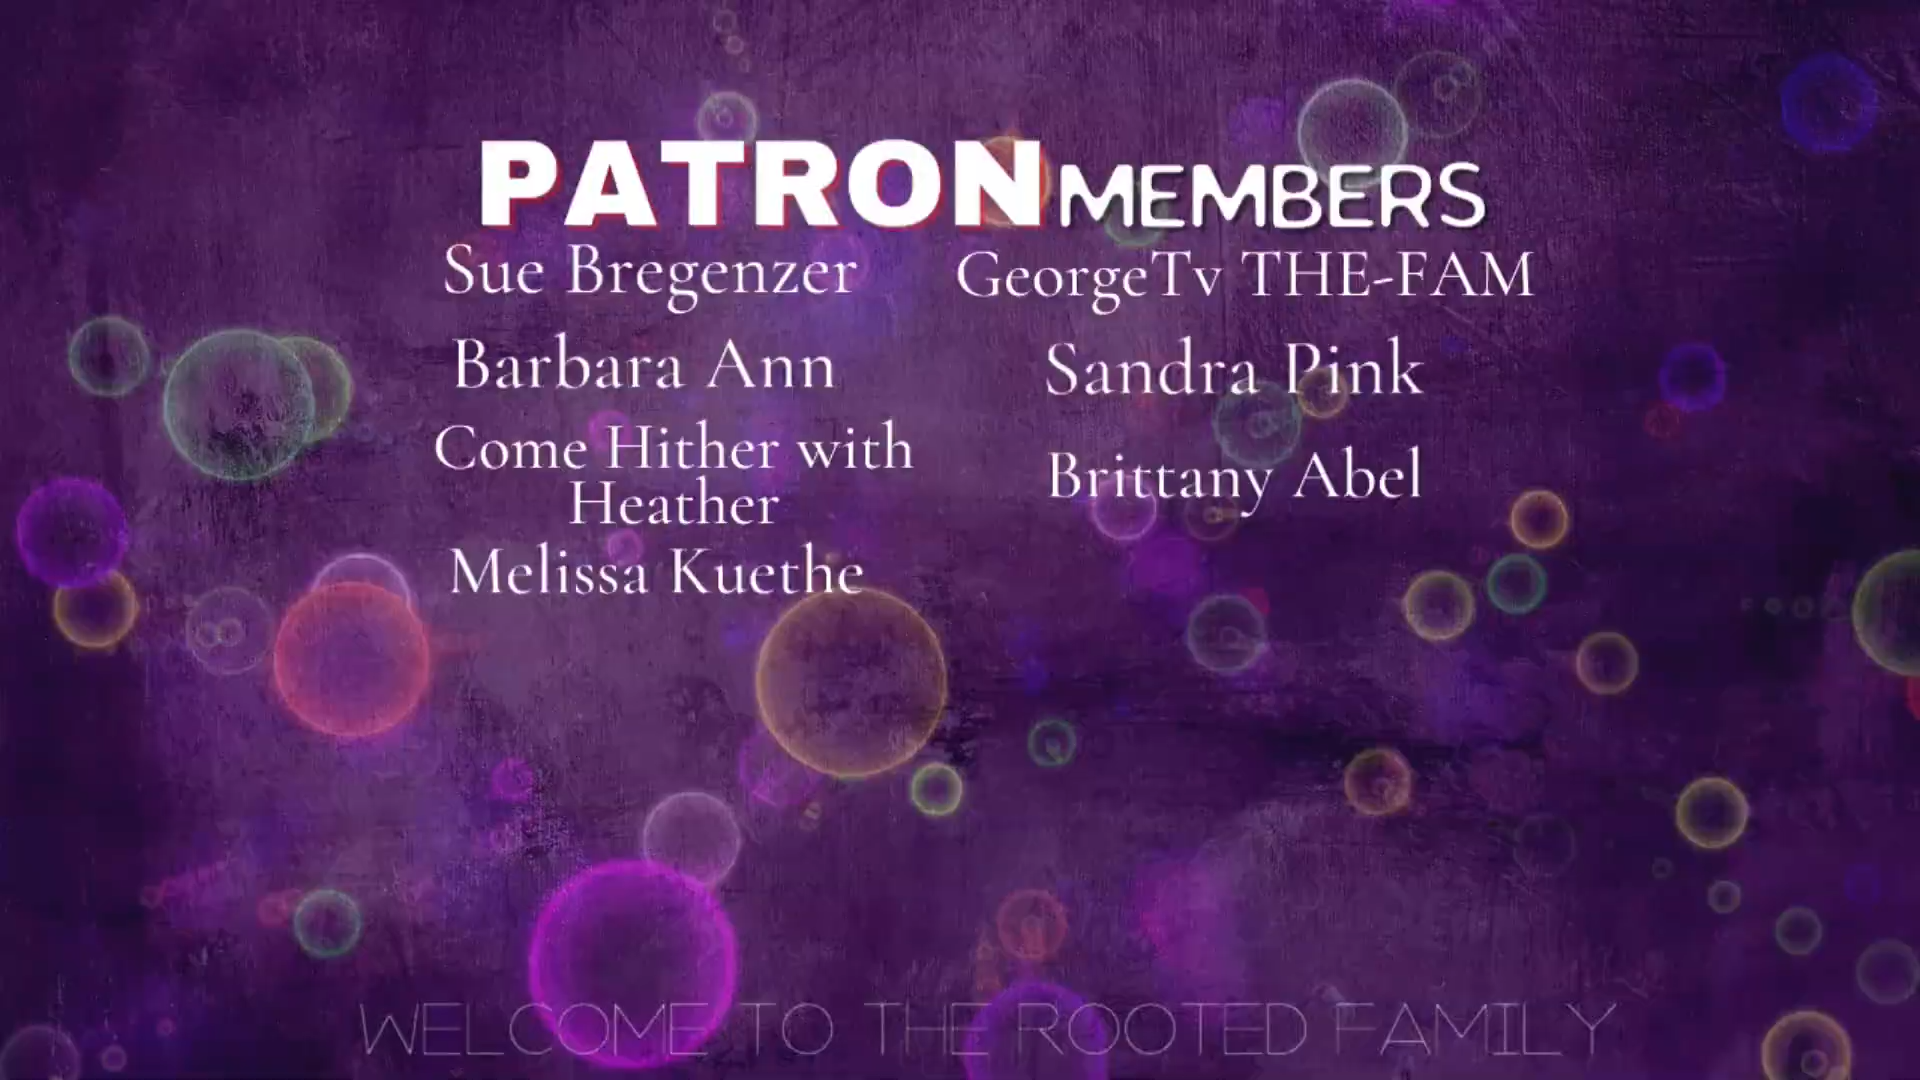 PATRON MEMBERS
Sue Bregenzer
Barbara Ann
Come Hither with
Heather
Melissa Kuethe
GeorgeTv THE-FAM
Sandra Pink
Brittany Abel
WELCOME TO THE ROOTED FAMILY